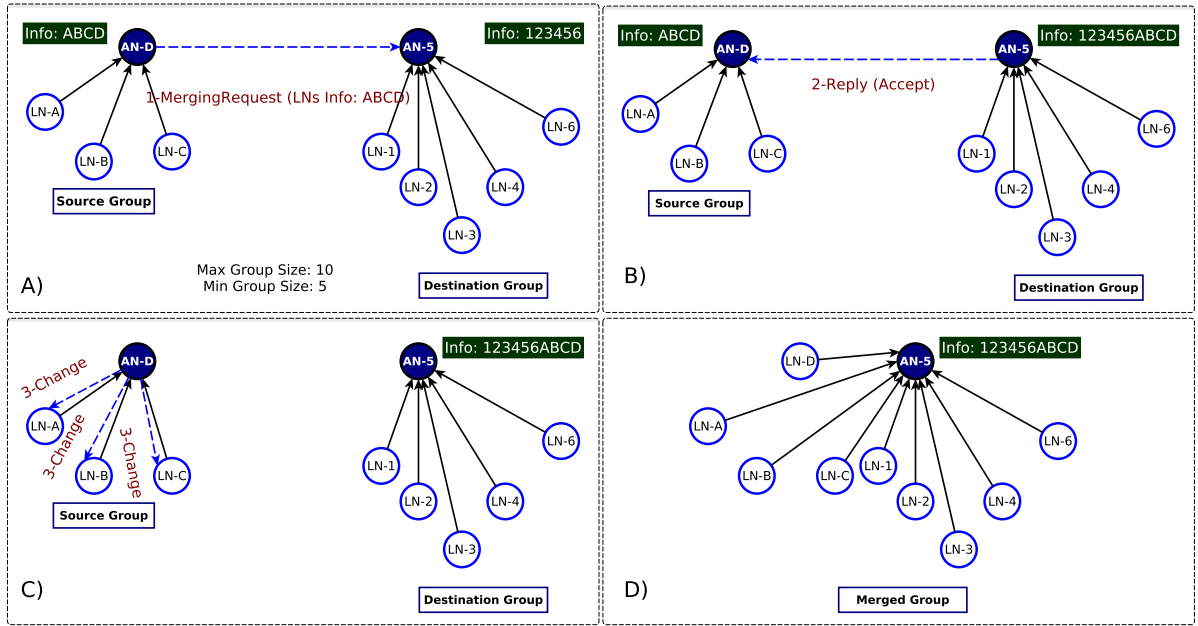 Info: ABCD
AN-D
AN-5
Info: 123456
1-MergingRequest (LNs Info: ABCD)
LN-A
LN-B
LN-C
LN-1
LN-2
LN-3
LN-4
LN-6
Source Group
Max Group Size: 10
Min Group Size: 5
Destination Group
A)
Info: ABCD
AN-D
AN-5
Info: 123456ABCD
2-Reply (Accept)
LN-A
LN-B
LN-C
LN-1
LN-2
LN-3
LN-4
LN-6
Source Group
Destination Group
B)
AN-D
AN-5
Info: 123456ABCD
3-Change
3-Change
3-Change
LN-A
LN-B
LN-C
LN-1
LN-2
LN-3
LN-4
LN-6
Source Group
Destination Group
C)
LN-D
AN-5
Info: 123456ABCD
LN-A
LN-B
LN-C
LN-1
LN-2
LN-3
LN-4
LN-6
Merged Group
D)